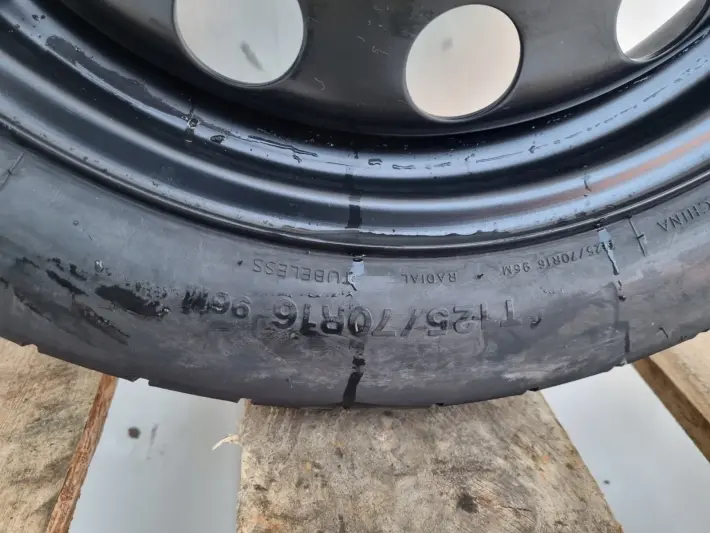 T125/70R16 96M
TUBELESS RADIAL T125/70R16 96M
CHINA